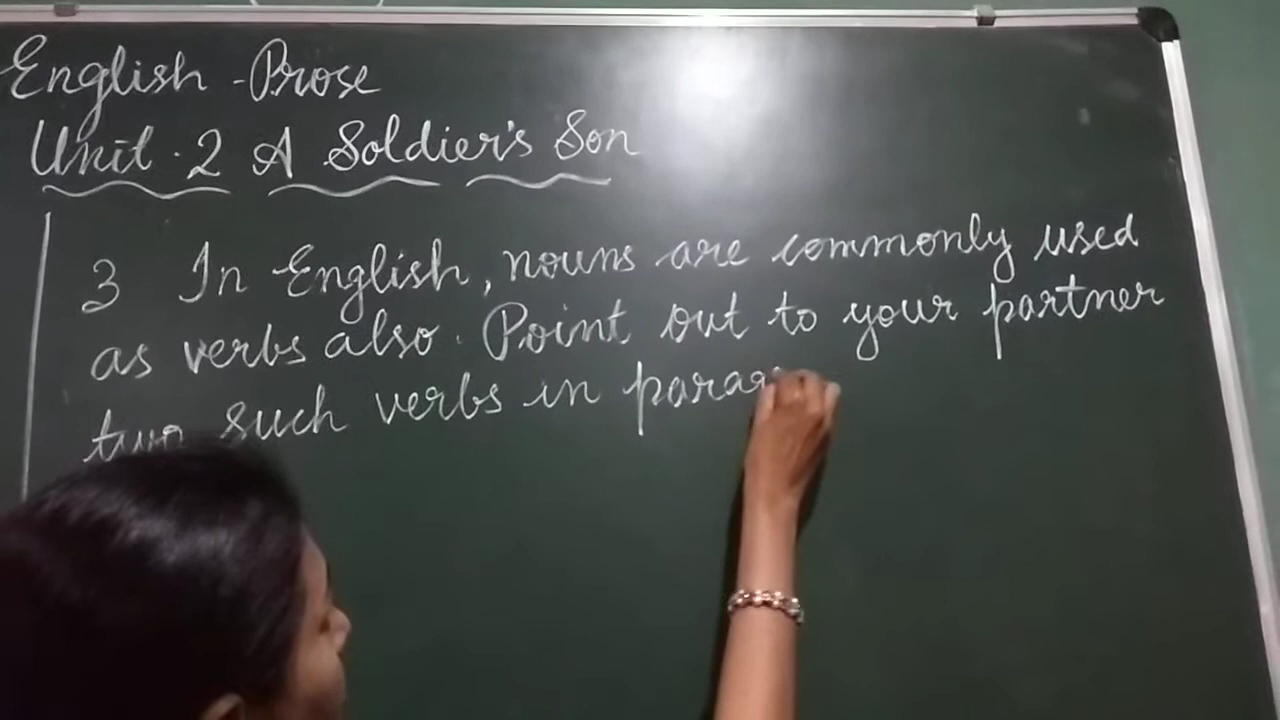 English - Prose
Unit. 2 A Soldier's Son
3 In English, nouns are commonly used
as verbs also. Point out to your partner
two such verbs in parag